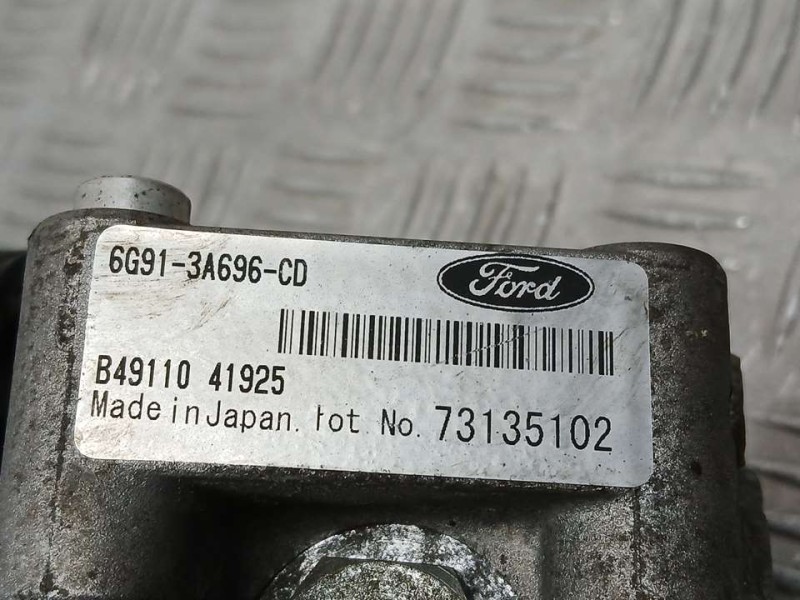 6G91-3A696-CD
Ford
B49110 41925
Made in Japan. Lot No. 73135102